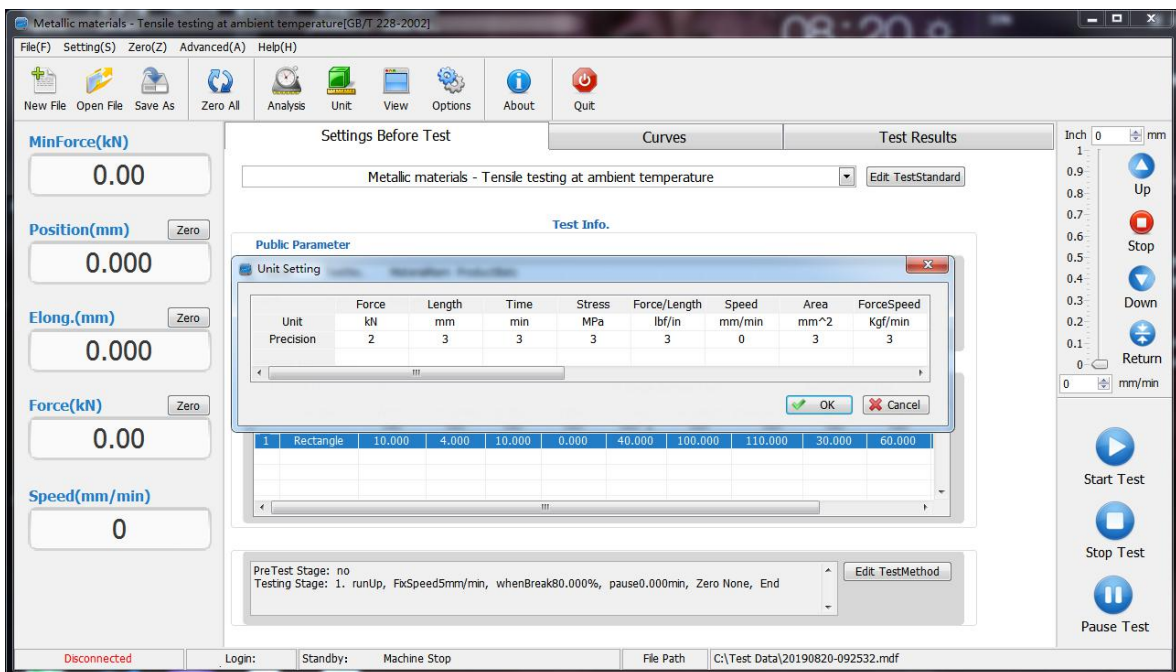 Metallic materials - Tensile testing at ambient temperature[GB/T 228-2002]
File(F) Setting(S) Zero(Z) Advanced(A) Help(H)
New File Open File Save As Zero All Analysis Unit View Options About Quit
MinForce(kN)
0.00
Position(mm) Zero
0.000
Elong.(mm) Zero
0.000
Force(kN) Zero
0.00
Speed(mm/min)
0
Settings Before Test Curves Test Results
Metallic materials - Tensile testing at ambient temperature Edit TestStandard
Test Info.
Public Parameter
Unit Setting
Force Length Time Stress Force/Length Speed Area ForceSpeed
Unit kN mm min MPa lbf/in mm/min mm^2 Kgf/min
Precision 2 3 3 3 3 0 3 3
OK Cancel
1 Rectangle 10.000 4.000 10.000 0.000 40.000 100.000 110.000 30.000 60.000
PreTest Stage: no
Testing Stage: 1. runUp, FixSpeed5mm/min, whenBreak80.000%, pause0.000min, Zero None, End
Edit TestMethod
Inch 0 mm
1
0.9
0.8
0.7
0.6
0.5
0.4
0.3
0.2
0.1
0
0 mm/min
Up
Stop
Down
Return
Start Test
Stop Test
Pause Test
Disconnected Login: Standby: Machine Stop File Path C:\Test Data\20190820-092532.mdf